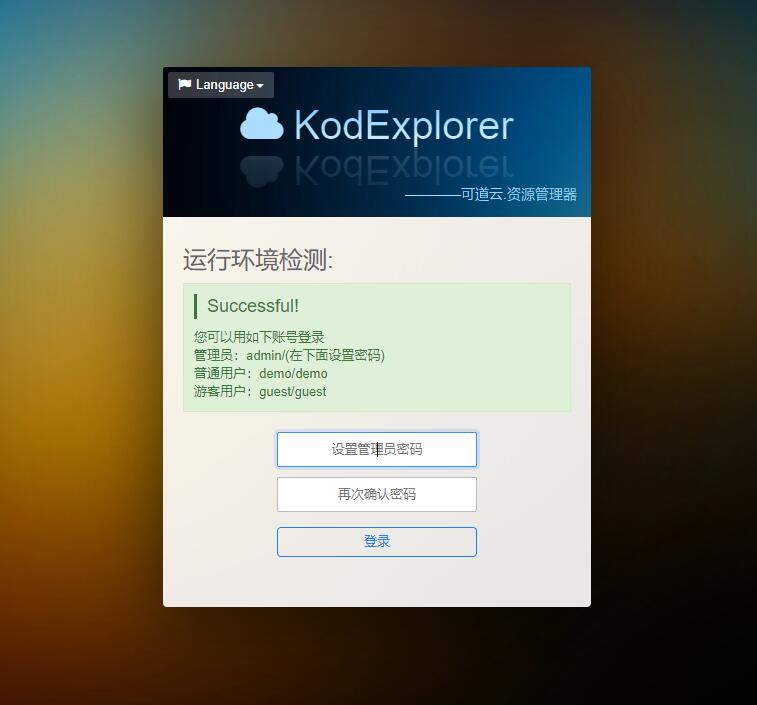 Language
KodExplorer
————可道云.资源管理器
运行环境检测:
Successful!
您可以用如下账号登录
管理员：admin/(在下面设置密码)
普通用户：demo/demo
游客用户：guest/guest
设置管理员密码
再次确认密码
登录